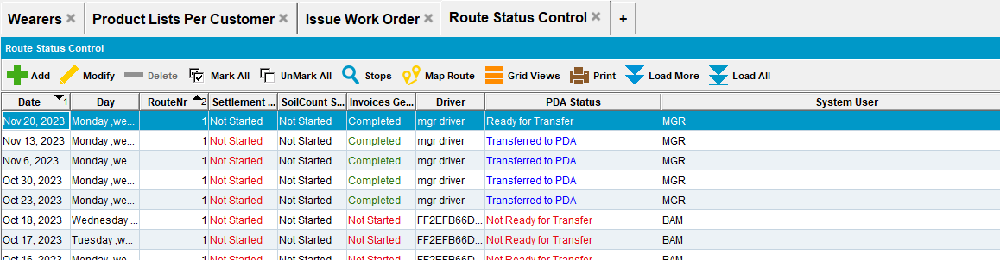 Wearers × Product Lists Per Customer × Issue Work Order × Route Status Control × +
Route Status Control
Add Modify Delete Mark All UnMark All Stops Map Route Grid Views Print Load More Load All
Date 1 Day RouteNr 2 Settlement ... SoilCount S... Invoices Ge... Driver PDA Status System User
Nov 20, 2023 Monday ,we... 1 Not Started Not Started Completed mgr driver Ready for Transfer MGR
Nov 13, 2023 Monday ,we... 1 Not Started Not Started Completed mgr driver Transferred to PDA MGR
Nov 6, 2023 Monday ,we... 1 Not Started Not Started Completed mgr driver Transferred to PDA MGR
Oct 30, 2023 Monday ,we... 1 Not Started Not Started Completed mgr driver Transferred to PDA MGR
Oct 23, 2023 Monday ,we... 1 Not Started Not Started Completed mgr driver Transferred to PDA MGR
Oct 18, 2023 Wednesday ... 1 Not Started Not Started Not Started FF2EFB66D... Not Ready for Transfer BAM
Oct 17, 2023 Tuesday ,w... 1 Not Started Not Started Not Started FF2EFB66D... Not Ready for Transfer BAM
Oct 16, 2023 Monday ,we... 1 Not Started Not Started Not Started FF2EFB66D... Not Ready for Transfer BAM